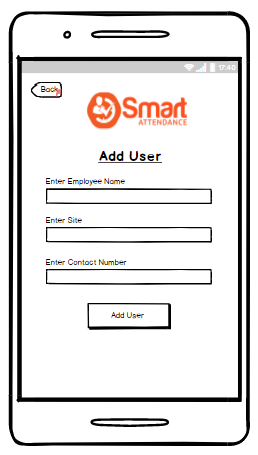 17:40
Back
Smart
ATTENDANCE
Add User
Enter Employee Name
Enter Site
Enter Contact Number
Add User